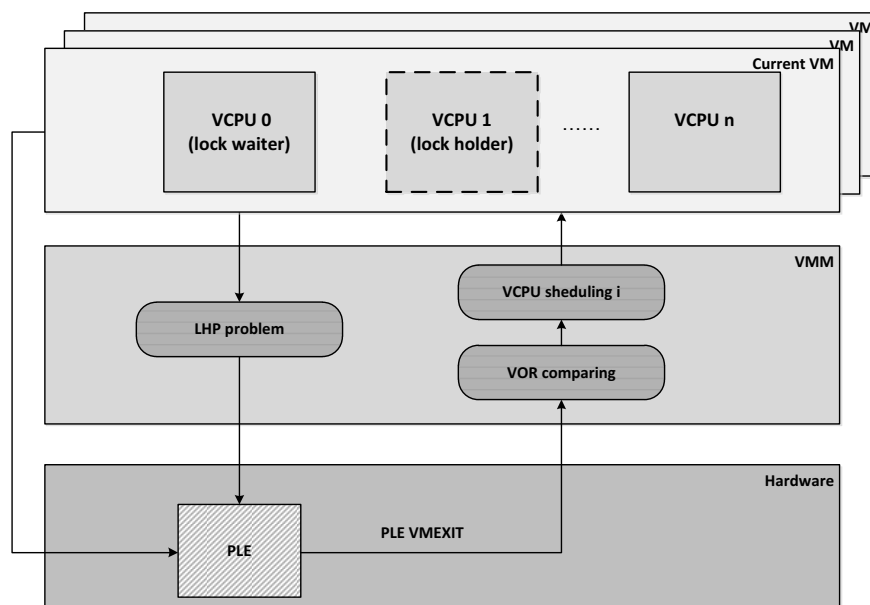 VM
VM
Current VM
VCPU 0
(lock waiter)
VCPU 1
(lock holder)
......
VCPU n
VMM
VCPU sheduling i
LHP problem
VOR comparing
Hardware
PLE VMEXIT
PLE